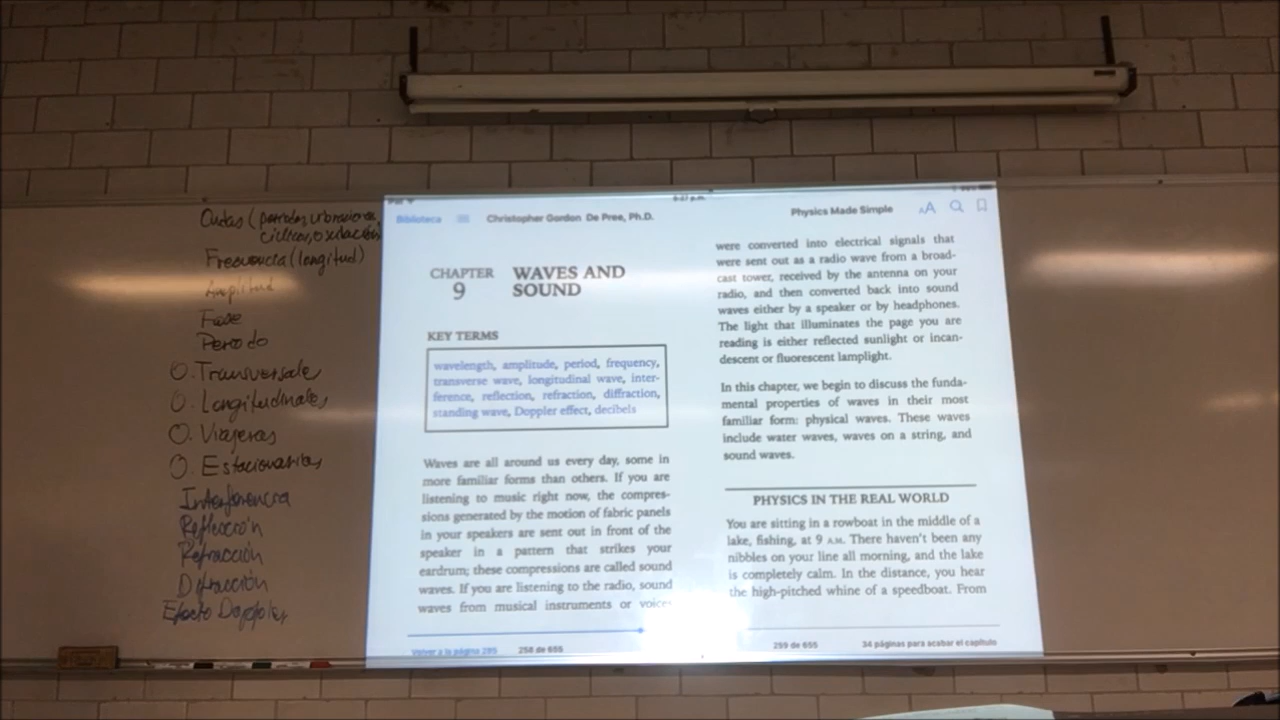 Ondas (periodos, vibraciones,
ciclicos, oscilación
Frecuencia (longitud)
Amplitud
Fase
Periodo
O. Transversale
O. Longitudinales
O. Viajeras
O. Estacionarias
Interferencia
Reflexión
Refracción
Difracción
Efecto Doppler
iPad
9:27 p.m.
Biblioteca
Christopher Gordon De Pree, Ph.D.
Physics Made Simple
AA
CHAPTER
9
WAVES AND
SOUND
KEY TERMS
wavelength, amplitude, period, frequency,
transverse wave, longitudinal wave, inter-
ference, reflection, refraction, diffraction,
standing wave, Doppler effect, decibels
Waves are all around us every day, some in
more familiar forms than others. If you are
listening to music right now, the compres-
sions generated by the motion of fabric panels
in your speakers are sent out in front of the
speaker in a pattern that strikes your
eardrum; these compressions are called sound
waves. If you are listening to the radio, sound
waves from musical instruments or voices
Volver a la página 285
258 de 655
were converted into electrical signals that
were sent out as a radio wave from a broad-
cast tower, received by the antenna on your
radio, and then converted back into sound
waves either by a speaker or by headphones.
The light that illuminates the page you are
reading is either reflected sunlight or incan-
descent or fluorescent lamplight.
In this chapter, we begin to discuss the funda-
mental properties of waves in their most
familiar form: physical waves. These waves
include water waves, waves on a string, and
sound waves.
PHYSICS IN THE REAL WORLD
You are sitting in a rowboat in the middle of a
lake, fishing, at 9 A.M. There haven't been any
nibbles on your line all morning, and the lake
is completely calm. In the distance, you hear
the high-pitched whine of a speedboat. From
259 de 655
34 páginas para acabar el capítulo